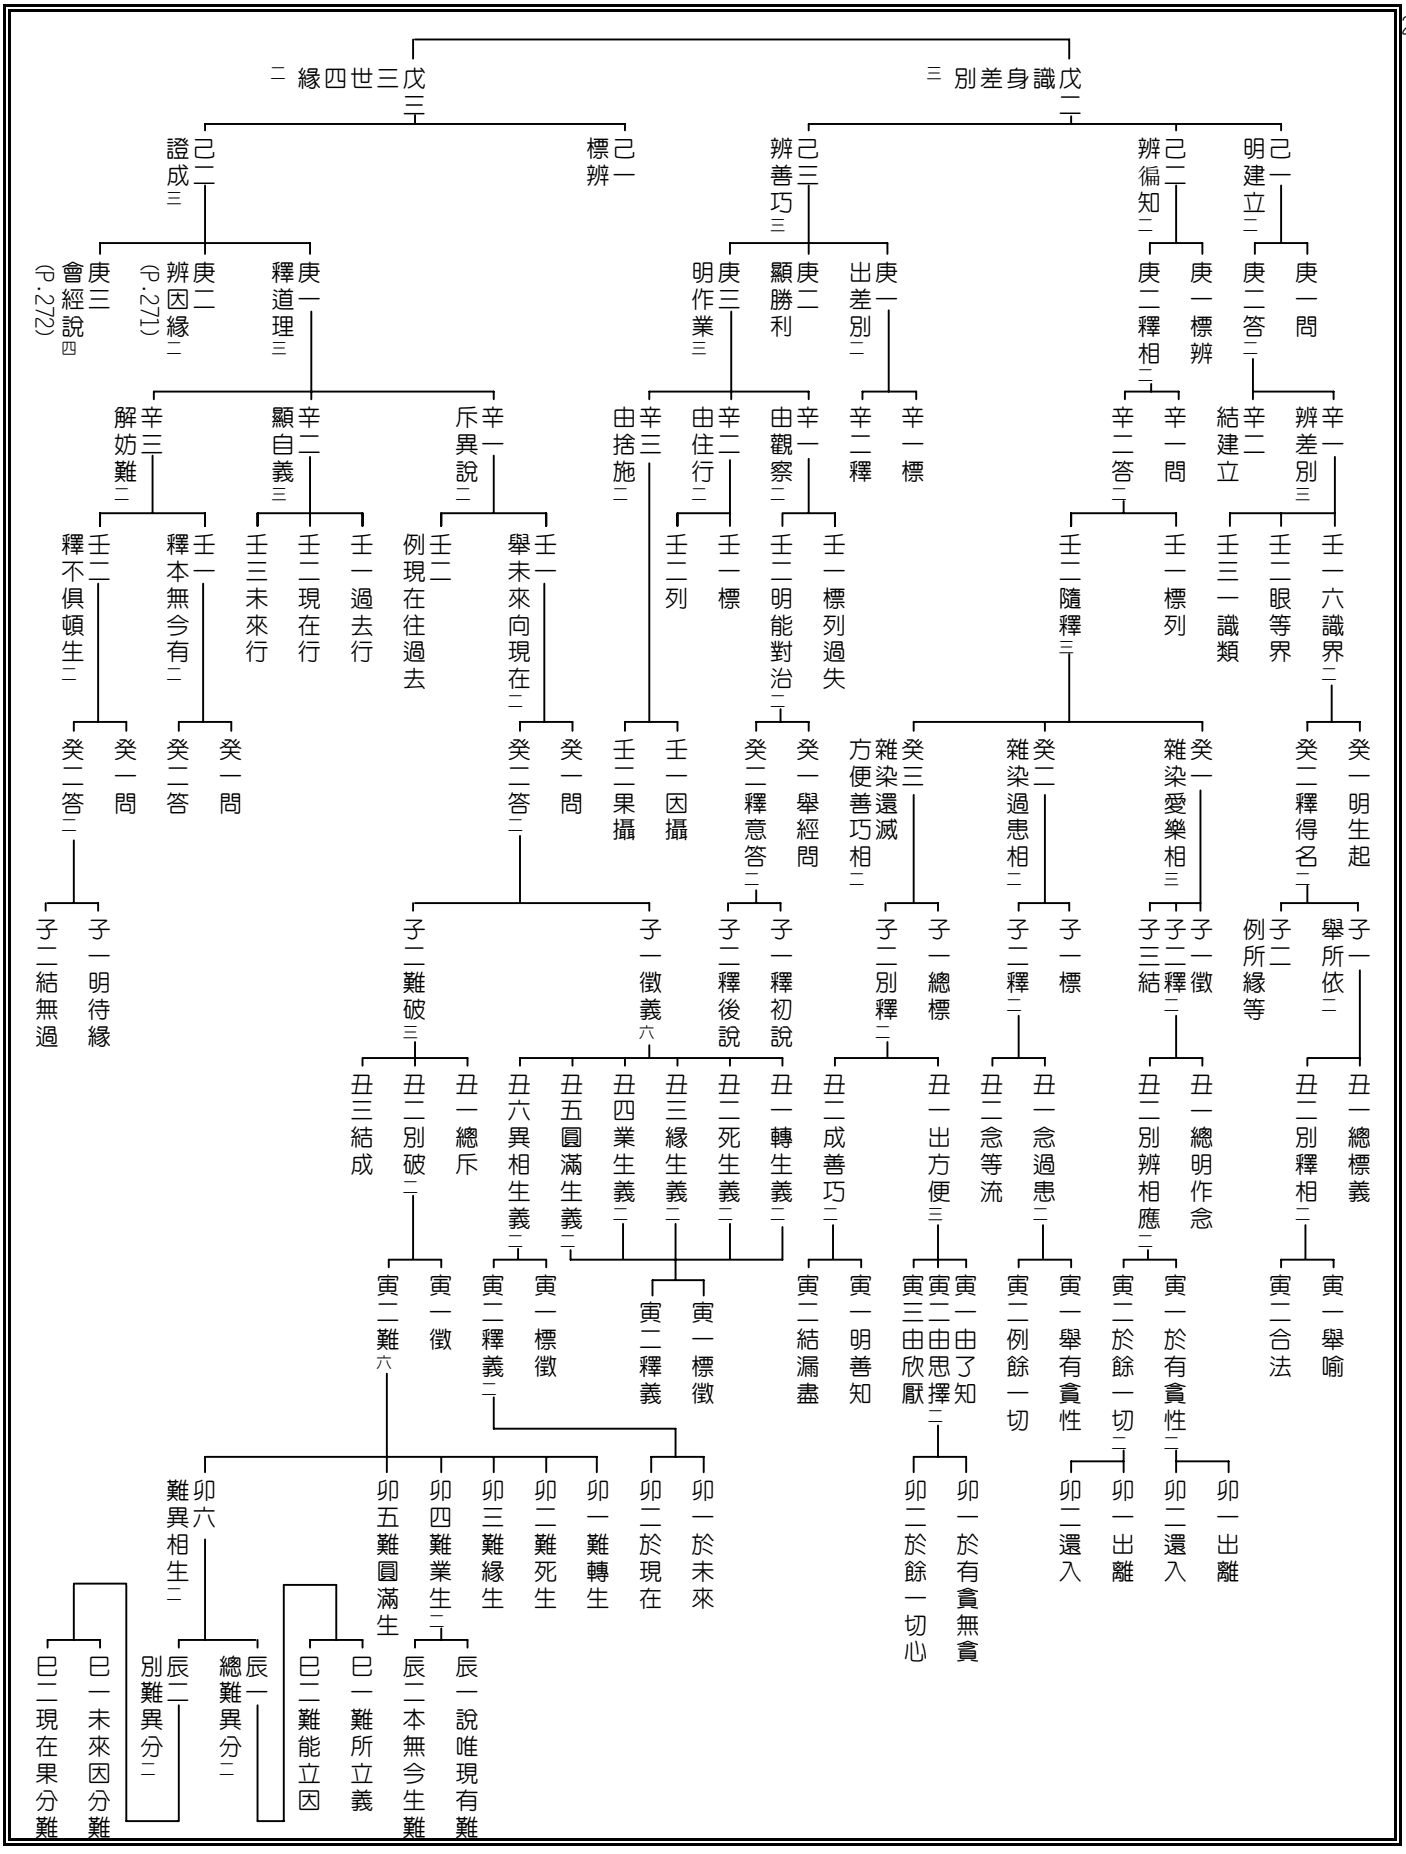 戊二識身差別 三
戊三三世四緣 二
己一明建立 二
己二辨徧知 二
己三辨善巧 三
己一標辨
己二證成 三
庚一問
庚二答 二
庚一標辨
庚二釋相 二
庚一出差別 二
庚二顯勝利
庚三明作業 三
庚一釋道理 三
庚二辨因緣 二
(P.271)
庚三會經說 四
(P.272)
辛一辨差別 三
辛二結建立
辛一問
辛二答 二
辛一標
辛二釋
辛一由觀察 二
辛二由住行 二
辛三由捨施 二
辛一斥異說 二
辛二顯自義 三
辛三解妨難 二
壬一六識界 二
壬二眼等界
壬三一識類
壬一標列
壬二隨釋 三
壬一標列過失
壬二明能對治 二
壬一標
壬二列
壬一舉未來向現在 二
壬二例現在往過去
壬一過去行
壬二現在行
壬三未來行
壬一釋本無今有 二
壬二釋不俱頓生 二
癸一明生起
癸二釋得名 二
癸一雜染愛樂相 三
癸二雜染過患相 二
癸三雜染還滅方便善巧相 二
癸一舉經問
癸二釋意答 二
壬一因攝
壬二果攝
癸一問
癸二答 二
癸一問
癸二答
癸一問
癸二答 二
子一舉所依 二
子二例所緣等
子一徵
子二釋 二
子三結
子一標
子二釋 二
子一總標
子二別釋 二
子一釋初說
子二釋後說
子一徵義 六
子二難破 三
子一明待緣
子二結無過
丑一總標義
丑二別釋相 二
丑一總明作念
丑二別辨相應 二
丑一念過患 二
丑二念等流
丑一出方便 三
丑二成善巧 二
丑一轉生義 二
丑二死生義 二
丑三緣生義 二
丑四業生義 二
丑五圓滿生義 二
丑六異相生義 二
丑一總斥
丑二別破 二
丑三結成
寅一舉喻
寅二合法
寅一於有貪性 二
寅二於餘一切 二
寅一舉有貪性
寅二例餘一切
寅一由了知
寅二由思擇 二
寅三由欣厭
寅一明善知
寅二結漏盡
寅一標徵
寅二釋義
寅一標徵
寅二釋義 二
寅一徵
寅二難 六
卯一出離
卯二還入
卯一出離
卯二還入
卯一於有貪無貪
卯二於餘一切心
卯一於未來
卯二於現在
卯一難轉生
卯二難死生
卯三難緣生
卯四難業生 二
卯五難圓滿生
卯六難異相生 二
辰一說唯現有難
辰二本無今生難
巳一難所立義
巳二難能立因
辰一總難異分 二
辰二別難異分 二
巳一未來因分難
巳二現在果分難